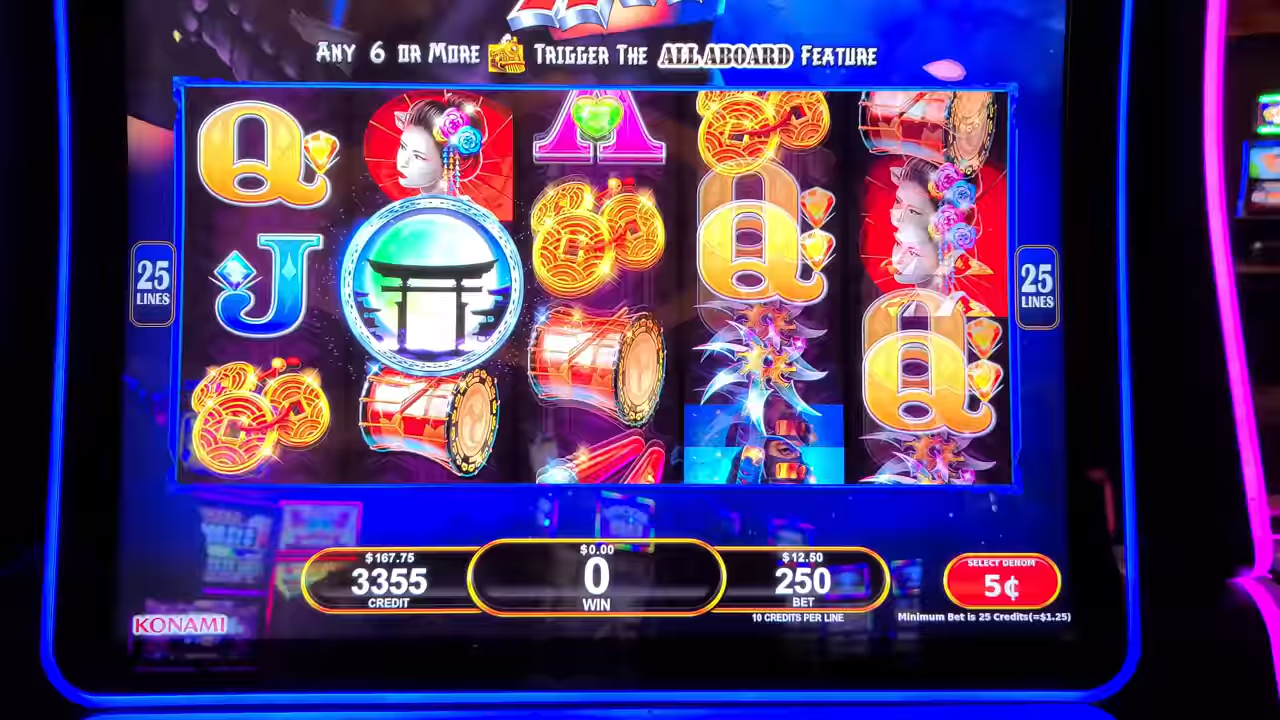 ANY 6 OR MORE TRIGGER THE ALL ABOARD FEATURE
Q
A
Q
J
25
LINES
25
LINES
Q
Q
Q
$167.75
3355
CREDIT
$0.00
0
WIN
$12.50
250
BET
10 CREDITS PER LINE
SELECT DENOM
5¢
Minimum Bet is 25 Credits(=$1.25)
KONAMI